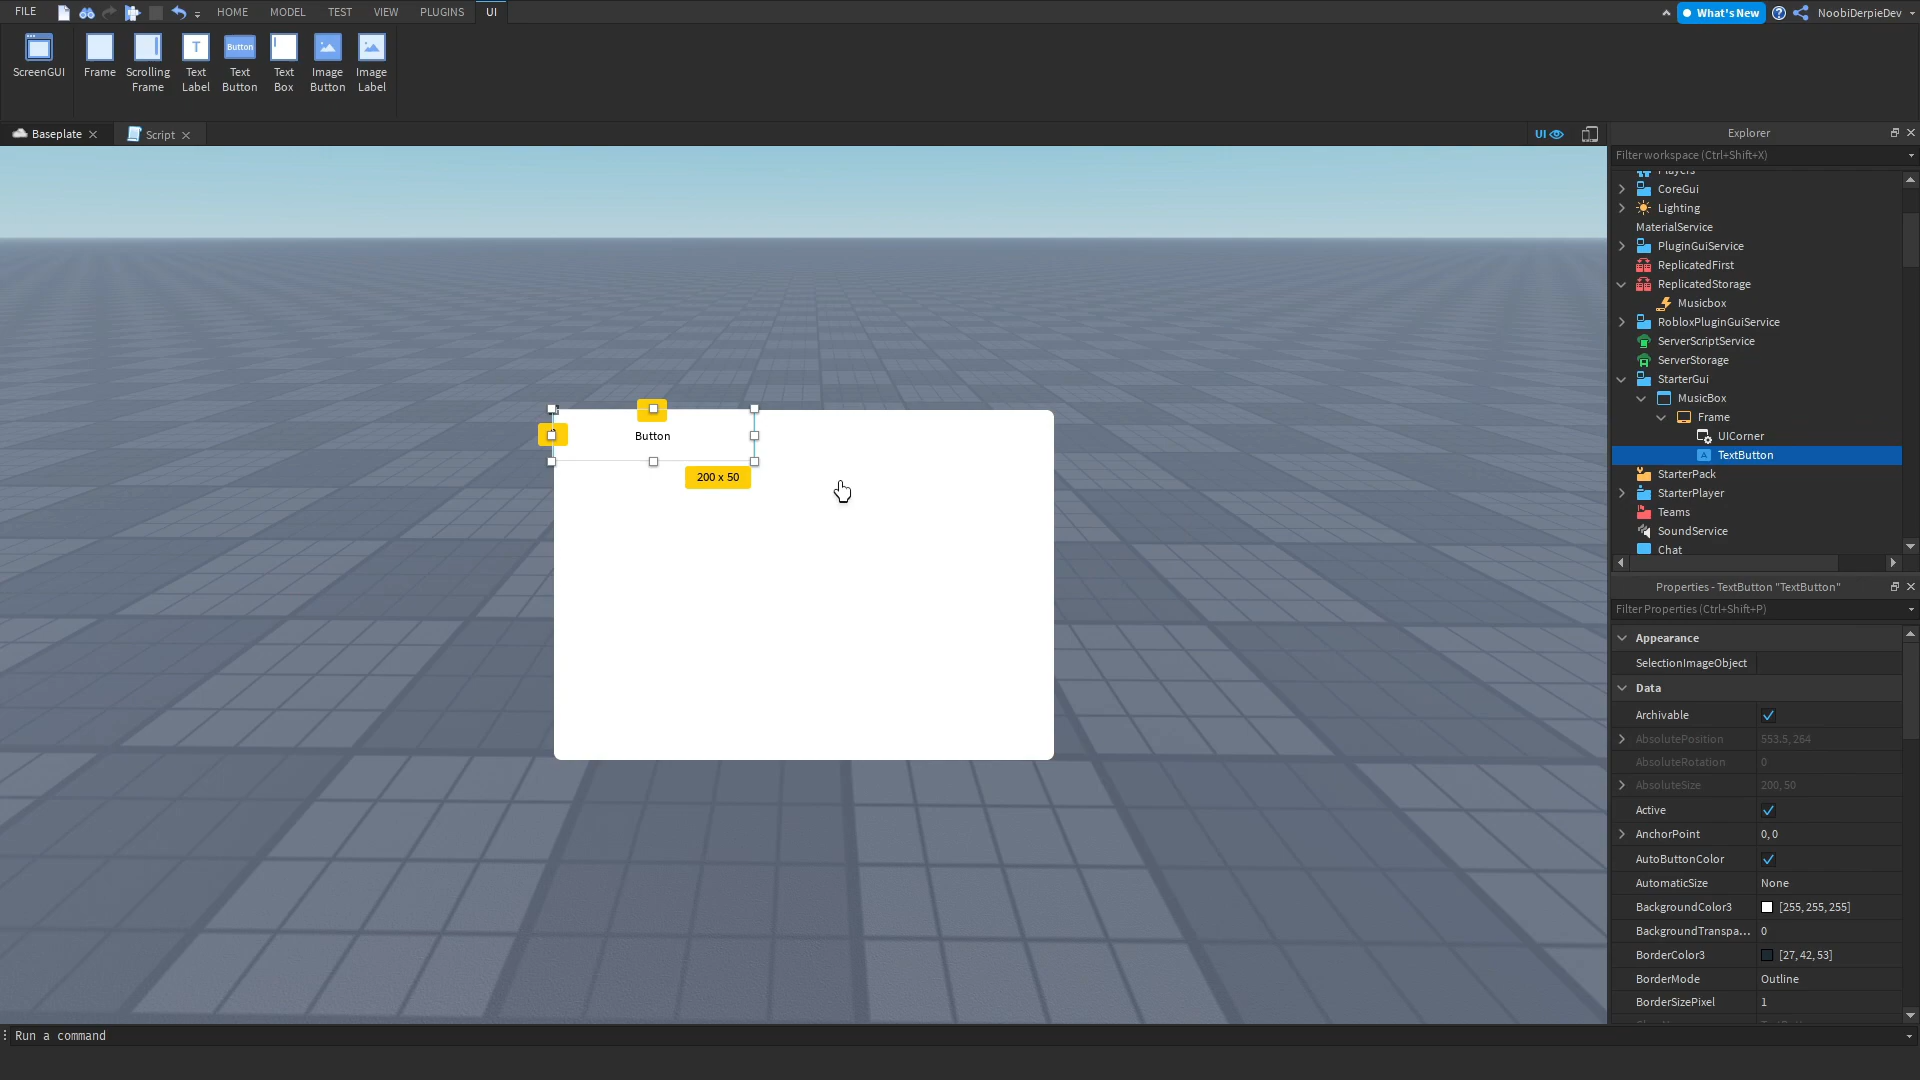 FILE HOME MODEL TEST VIEW PLUGINS UI What's New NoobiDerpieDev
ScreenGUI Frame Scrolling Frame Text Label Button Text Button Text Box Image Button Image Label
Baseplate Script UI
Explorer
Filter workspace (Ctrl+Shift+X)
Players
CoreGui
Lighting
MaterialService
PluginGuiService
ReplicatedFirst
ReplicatedStorage
Musicbox
RobloxPluginGuiService
ServerScriptService
ServerStorage
StarterGui
MusicBox
Frame
UICorner
TextButton
StarterPack
StarterPlayer
Teams
SoundService
Chat
Button
200 x 50
Properties - TextButton "TextButton"
Filter Properties (Ctrl+Shift+P)
Appearance
SelectionImageObject
Data
Archivable
AbsolutePosition 553.5, 264
AbsoluteRotation 0
AbsoluteSize 200, 50
Active
AnchorPoint 0, 0
AutoButtonColor
AutomaticSize None
BackgroundColor3 [255, 255, 255]
BackgroundTranspa... 0
BorderColor3 [27, 42, 53]
BorderMode Outline
BorderSizePixel 1
Run a command